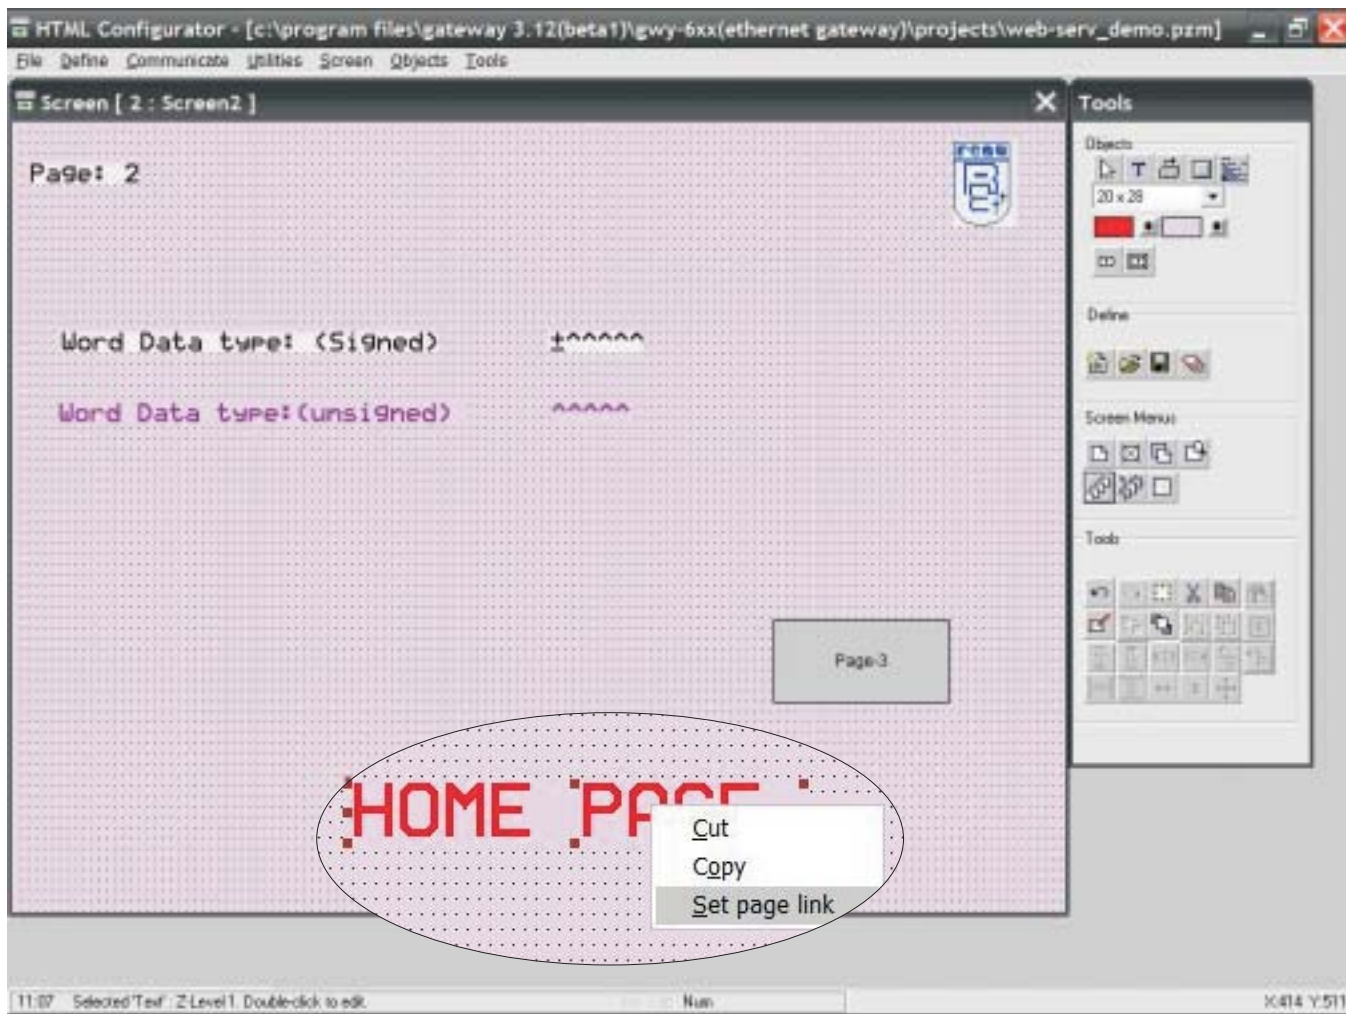 HTML Configurator - [c:\program files\gateway 3.12(beta1)\gwy-6xx(ethernet gateway)\projects\web-serv_demo.pzm]
File Define Communicate Utilities Screen Objects Tools
Screen [ 2 : Screen2 ]
Tools
Objects
Page: 2
T
20 x 28
Define
Word Data type: (Signed) ±^^^^^
Word Data type:(unsigned) ^^^^^
Screen Menus
Tools
Page-3
HOME PAGE
Cut
Copy
Set page link
11:07 Selected 'Text' : Z-Level 1. Double-click to edit. Num X:414 Y:511